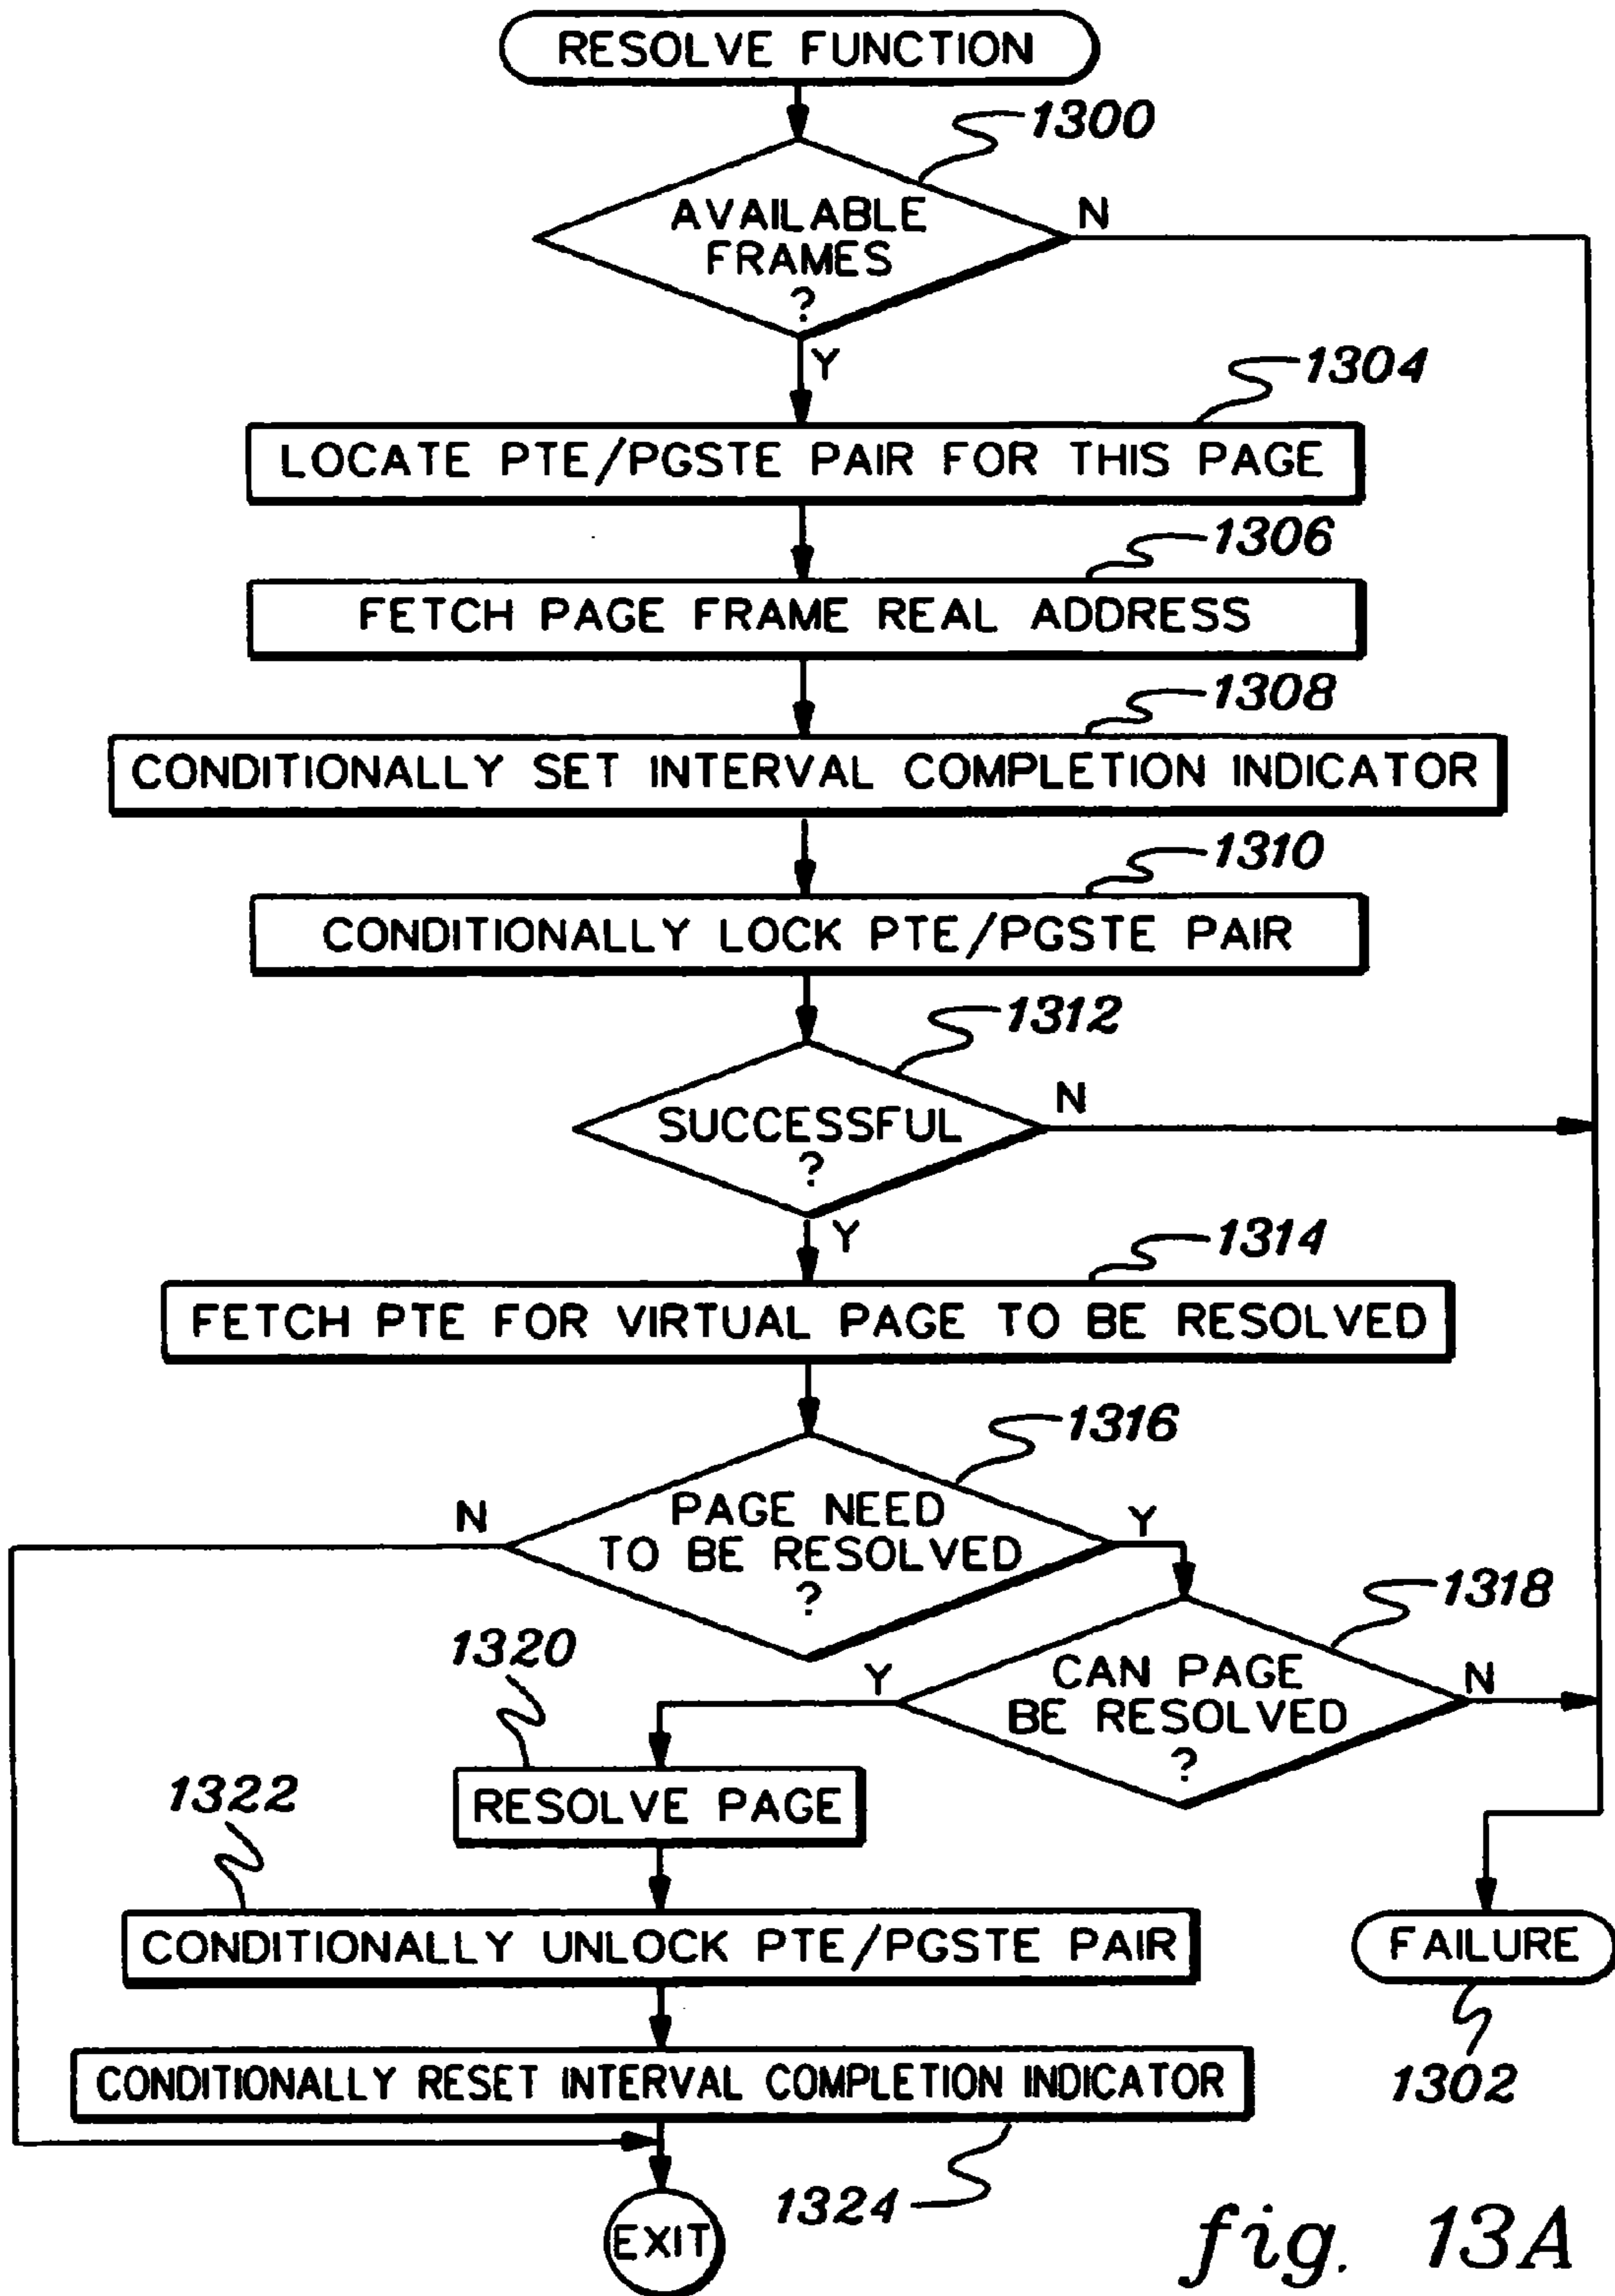 RESOLVE FUNCTION
1300
AVAILABLE
FRAMES
?
N
Y
1304
LOCATE PTE/PGSTE PAIR FOR THIS PAGE
1306
FETCH PAGE FRAME REAL ADDRESS
1308
CONDITIONALLY SET INTERVAL COMPLETION INDICATOR
1310
CONDITIONALLY LOCK PTE/PGSTE PAIR
1312
SUCCESSFUL
?
N
Y
1314
FETCH PTE FOR VIRTUAL PAGE TO BE RESOLVED
1316
PAGE NEED
TO BE RESOLVED
?
N
Y
1318
CAN PAGE
BE RESOLVED
?
Y
N
1320
RESOLVE PAGE
1322
CONDITIONALLY UNLOCK PTE/PGSTE PAIR
FAILURE
1302
CONDITIONALLY RESET INTERVAL COMPLETION INDICATOR
1324
EXIT
fig. 13A